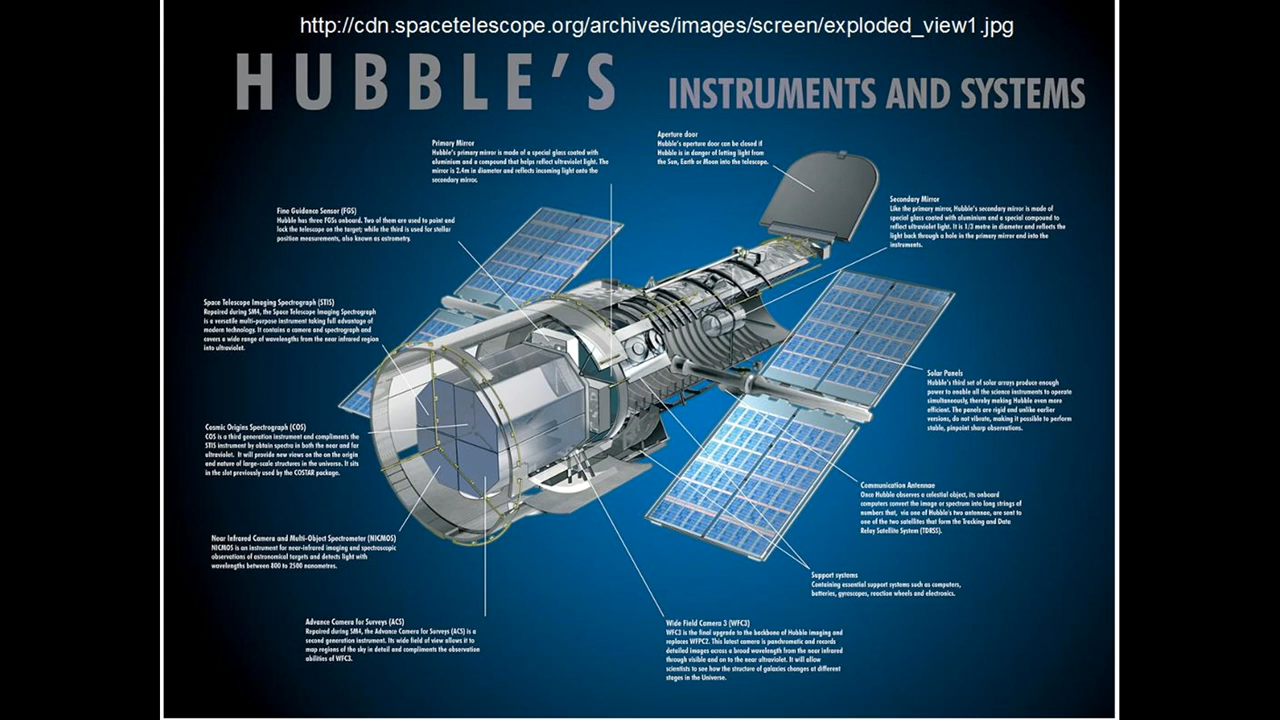 http://cdn.spacetelescope.org/archives/images/screen/exploded_view1.jpg
HUBBLE'S INSTRUMENTS AND SYSTEMS
Primary Mirror
Hubble's primary mirror is made of a special glass coated with
aluminium and a compound that helps reflect ultraviolet light. The
mirror is 2.4m in diameter and reflects incoming light onto the
secondary mirror.
Aperture door
Hubble's aperture door can be closed if
Hubble is in danger of letting light from
the Sun, Earth or Moon into the telescope.
Secondary Mirror
Like the primary mirror, Hubble's secondary mirror is made of
special glass coated with aluminium and a special compound to
reflect ultraviolet light. It is 1/3 metre in diameter and reflects the
light back through a hole in the primary mirror and into the
instruments.
Fine Guidance Sensor (FGS)
Hubble has three FGSs onboard. Two of them are used to point and
lock the telescope on the target; while the third is used for stellar
position measurements, also known as astrometry.
Space Telescope Imaging Spectrograph (STIS)
Repaired during SM4, the Space Telescope Imaging Spectrograph
is a versatile multi-purpose instrument taking full advantage of
modern technology. It contains a camera and spectrograph and
covers a wide range of wavelengths from the near infrared region
into ultraviolet.
Solar Panels
Hubble's third set of solar arrays produce enough
power to enable all the science instruments to operate
simultaneously, thereby making Hubble even more
efficient. The panels are rigid and unlike earlier
versions, do not vibrate, making it possible to perform
stable, pinpoint sharp observations.
Cosmic Origins Spectrograph (COS)
COS is a third generation instrument and compliments the
STIS instrument by obtain spectra in both the near and far
ultraviolet. It will provide new views on the on the origin
and nature of large-scale structures in the universe. It sits
in the slot previously used by the COSTAR package.
Communication Antennae
Once Hubble observes a celestial object, its onboard
computers convert the image or spectrum into long strings of
numbers that, via one of Hubble's two antennae, are sent to
one of the two satellites that form the Tracking and Data
Relay Satellite System (TDRSS).
Near Infrared Camera and Multi-Object Spectrometer (NICMOS)
NICMOS is an instrument for near-infrared imaging and spectroscopic
observations of astronomical targets and detects light with
wavelengths between 800 to 2500 nanometres.
Support systems
Containing essential support systems such as computers,
batteries, gyroscopes, reaction wheels and electronics.
Advance Camera for Surveys (ACS)
Repaired during SM4, the Advance Camera for Surveys (ACS) is a
second generation instrument. Its wide field of view allows it to
map regions of the sky in detail and compliments the observation
abilities of WFC3.
Wide Field Camera 3 (WFC3)
WFC3 is the final upgrade to the backbone of Hubble imaging and
replaces WFPC2. This latest camera is panchromatic and records
detailed images across a broad wavelength from the near infrared
through visible and on to the near ultraviolet. It will allow
scientists to see how the structure of galaxies changes at different
stages in the Universe.